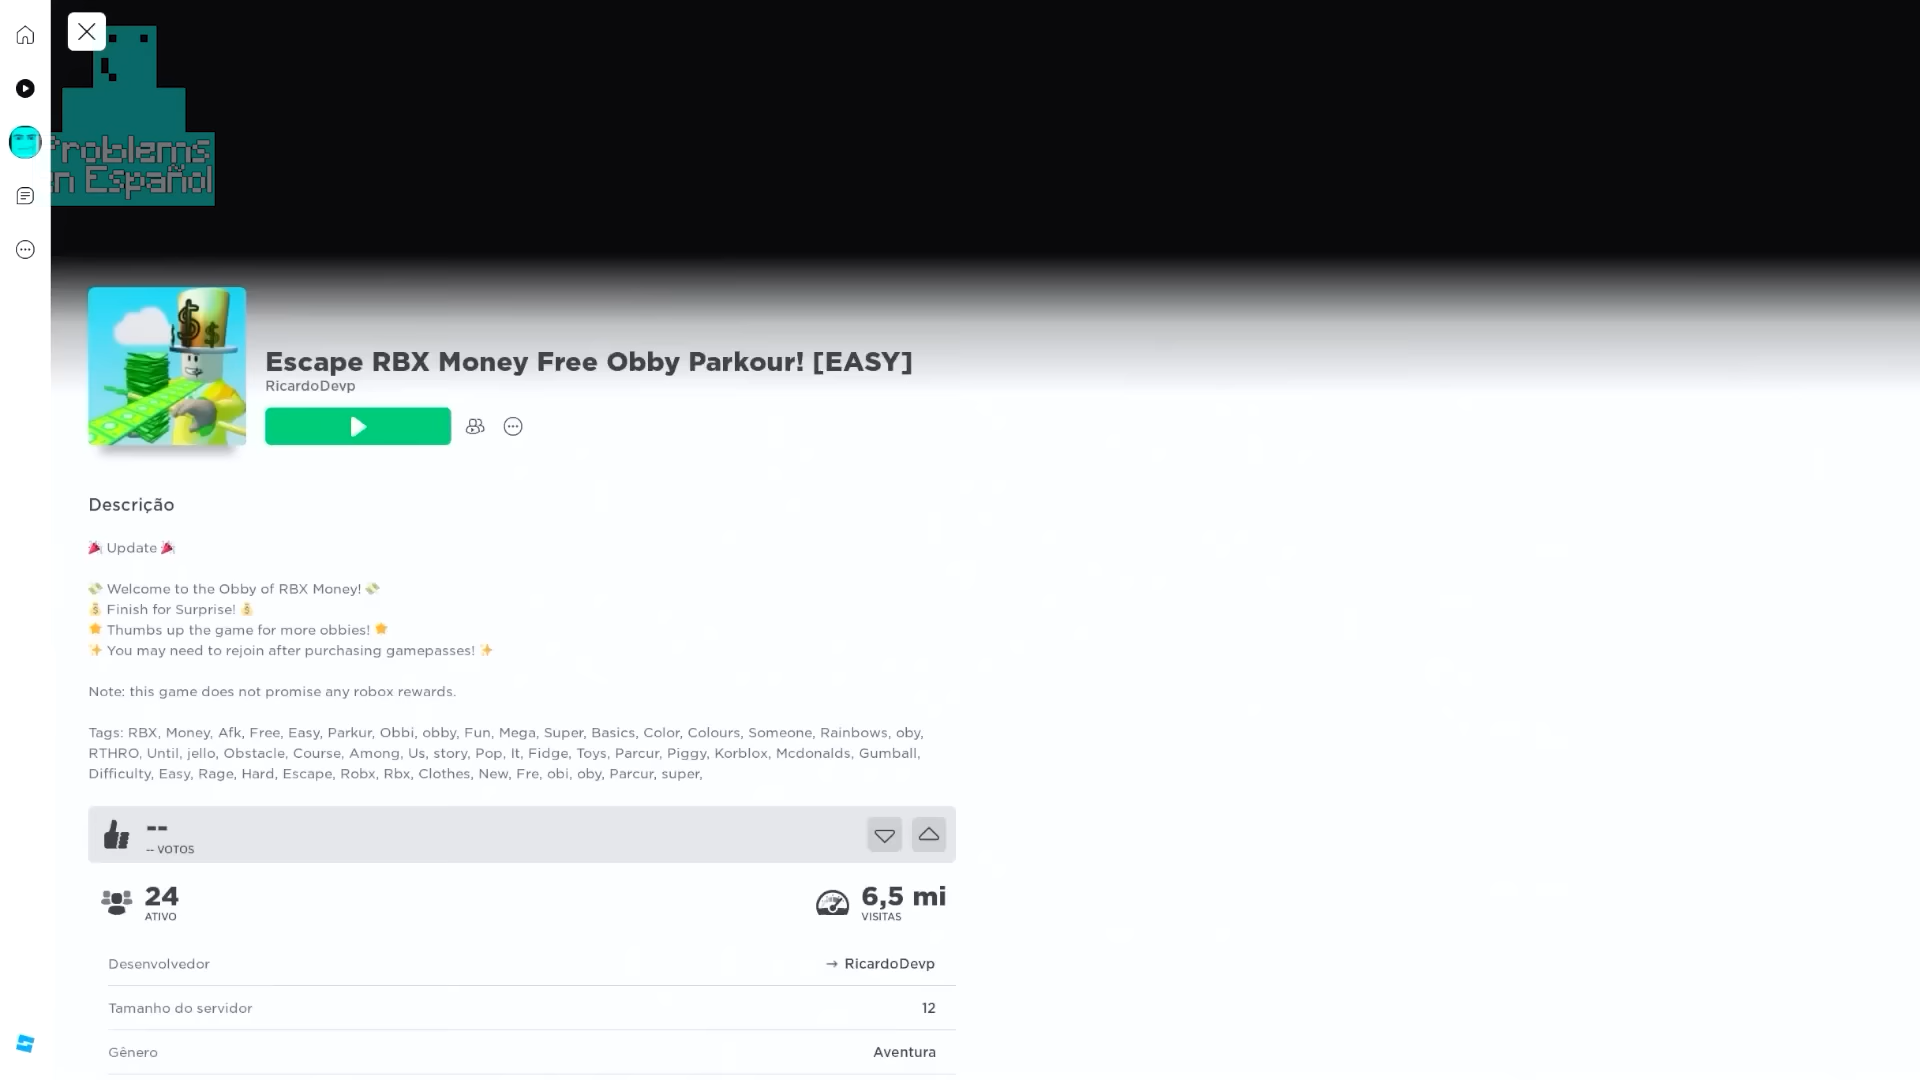 Problems
en Español
Escape RBX Money Free Obby Parkour! [EASY]
RicardoDevp
Descrição
🎉 Update 🎉
💸 Welcome to the Obby of RBX Money! 💸
💰 Finish for Surprise! 💰
🌟 Thumbs up the game for more obbies! 🌟
✨ You may need to rejoin after purchasing gamepasses! ✨
Note: this game does not promise any robox rewards.
Tags: RBX, Money, Afk, Free, Easy, Parkur, Obbi, obby, Fun, Mega, Super, Basics, Color, Colours, Someone, Rainbows, oby,
RTHRO, Until, jello, Obstacle, Course, Among, Us, story, Pop, It, Fidge, Toys, Parcur, Piggy, Korblox, Mcdonalds, Gumball,
Difficulty, Easy, Rage, Hard, Escape, Robx, Rbx, Clothes, New, Fre, obi, oby, Parcur, super,
--
-- VOTOS
24
ATIVO
6,5 mi
VISITAS
Desenvolvedor → RicardoDevp
Tamanho do servidor 12
Gênero Aventura